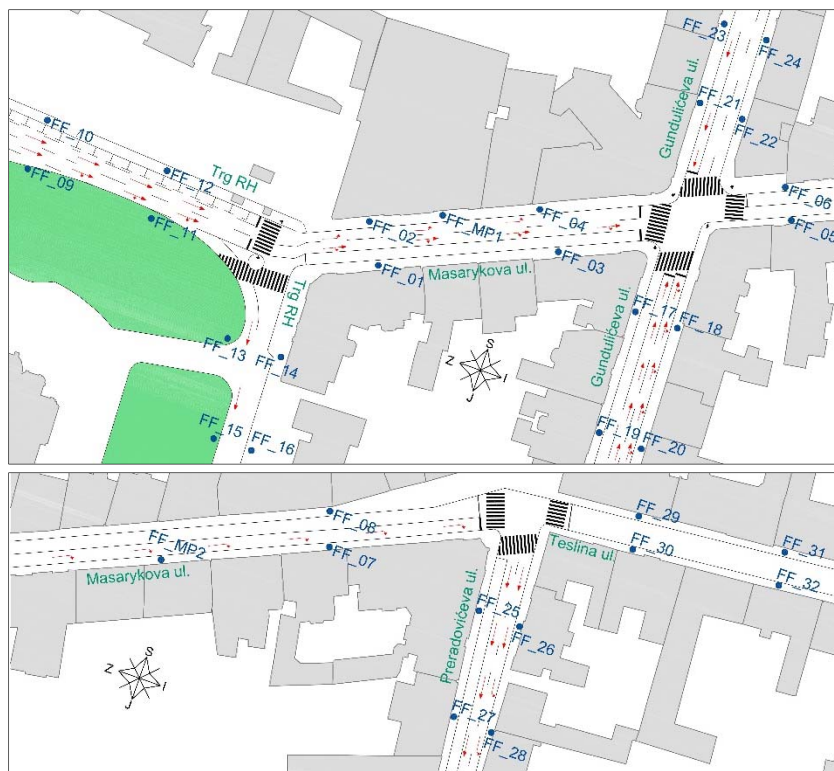 FF_23
FF_24
Gundulićeva ul.
FF_21
FF_22
FF_10
Trg RH
FF_12
FF_09
FF_11
FF_02
FF_MP1
FF_04
FF_06
FF_05
FF_01
Masarykova ul.
FF_03
Trg RH
Gundulićeva ul.
FF_17
FF_18
FF_13
FF_14
S
Z
I
J
FF_15
FF_16
FF_19
FF_20
FF_08
FF_29
FF_MP2
FF_07
Teslina ul.
FF_30
FF_31
FF_32
Masarykova ul.
Preradovićeva ul.
FF_25
FF_26
S
Z
I
J
FF_27
FF_28